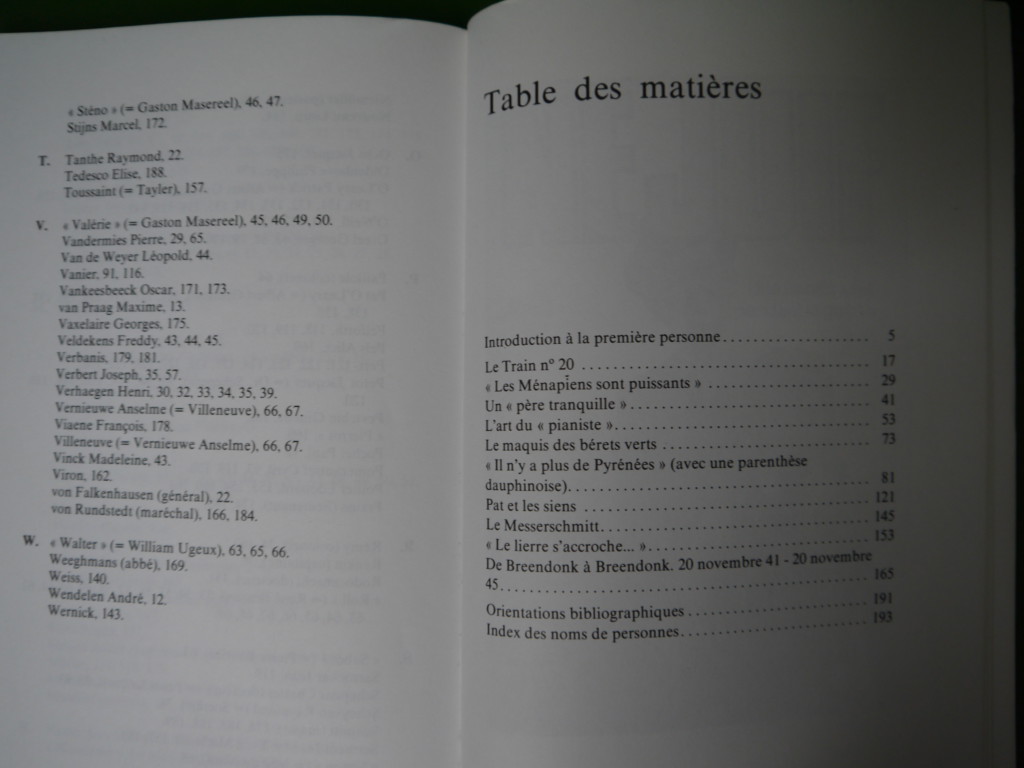 « Sténo » (= Gaston Masereel), 46, 47.
Stijns Marcel, 172.
T. Tanthe Raymond, 22.
Tedesco Elise, 188.
Toussaint (= Tayler), 157.
V. « Valérie » (= Gaston Masereel), 45, 46, 49, 50.
Vandermies Pierre, 29, 65.
Van de Weyer Léopold, 44.
Vanier, 91, 116.
Vankeesbeeck Oscar, 171, 173.
van Praag Maxime, 13.
Vaxelaire Georges, 175.
Veldekens Freddy, 43, 44, 45.
Verbanis, 179, 181.
Verbert Joseph, 35, 57.
Verhaegen Henri, 30, 32, 33, 34, 35, 39.
Vernieuwe Anselme (= Villeneuve), 66, 67.
Viaene François, 178.
Villeneuve (= Vernieuwe Anselme), 66, 67.
Vinck Madeleine, 43.
Viron, 162.
von Falkenhausen (général), 22.
von Rundstedt (maréchal), 166, 184.
W. « Walter » (= William Ugeux), 63, 65, 66.
Weeghmans (abbé), 169.
Weiss, 140.
Wendelen André, 12.
Wernick, 143.
Table des matières
Introduction à la première personne. . . . . . . . . . . . . . . . . . . 5
Le Train n° 20 . . . . . . . . . . . . . . . . . . . . . . . . . . . . . . . . . . . . . 17
« Les Ménapiens sont puissants » . . . . . . . . . . . . . . . . . . . . . 29
Un « père tranquille ». . . . . . . . . . . . . . . . . . . . . . . . . . . . . . . 41
L'art du « pianiste ». . . . . . . . . . . . . . . . . . . . . . . . . . . . . . . . 53
Le maquis des bérets verts . . . . . . . . . . . . . . . . . . . . . . . . . . . 73
« Il n'y a plus de Pyrénées » (avec une parenthèse
dauphinoise). . . . . . . . . . . . . . . . . . . . . . . . . . . . . . . . . . . . . . 81
Pat et les siens . . . . . . . . . . . . . . . . . . . . . . . . . . . . . . . . . . . . 121
Le Messerschmitt. . . . . . . . . . . . . . . . . . . . . . . . . . . . . . . . . . 145
« Le lierre s'accroche... ». . . . . . . . . . . . . . . . . . . . . . . . . . . . 153
De Breendonk à Breendonk. 20 novembre 41 - 20 novembre
45. . . . . . . . . . . . . . . . . . . . . . . . . . . . . . . . . . . . . . . . . . . . . . . 165
Orientations bibliographiques . . . . . . . . . . . . . . . . . . . . . . . . 191
Index des noms de personnes. . . . . . . . . . . . . . . . . . . . . . . . . 193